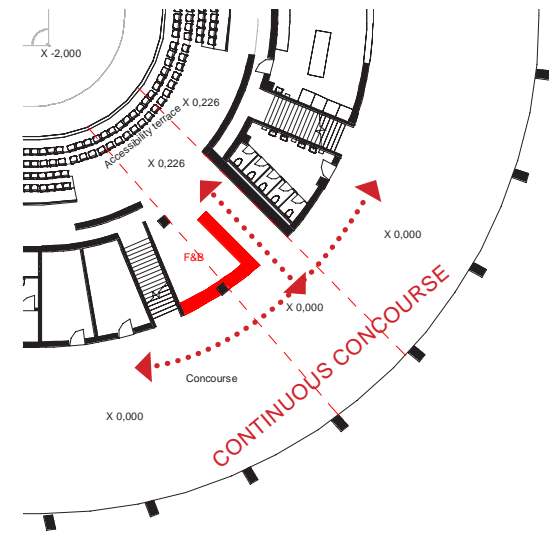 X -2,000
X 0,226
Accessibility terrace
X 0,226
X 0,000
F&B
X 0,000
CONTINUOUS CONCOURSE
Concourse
X 0,000